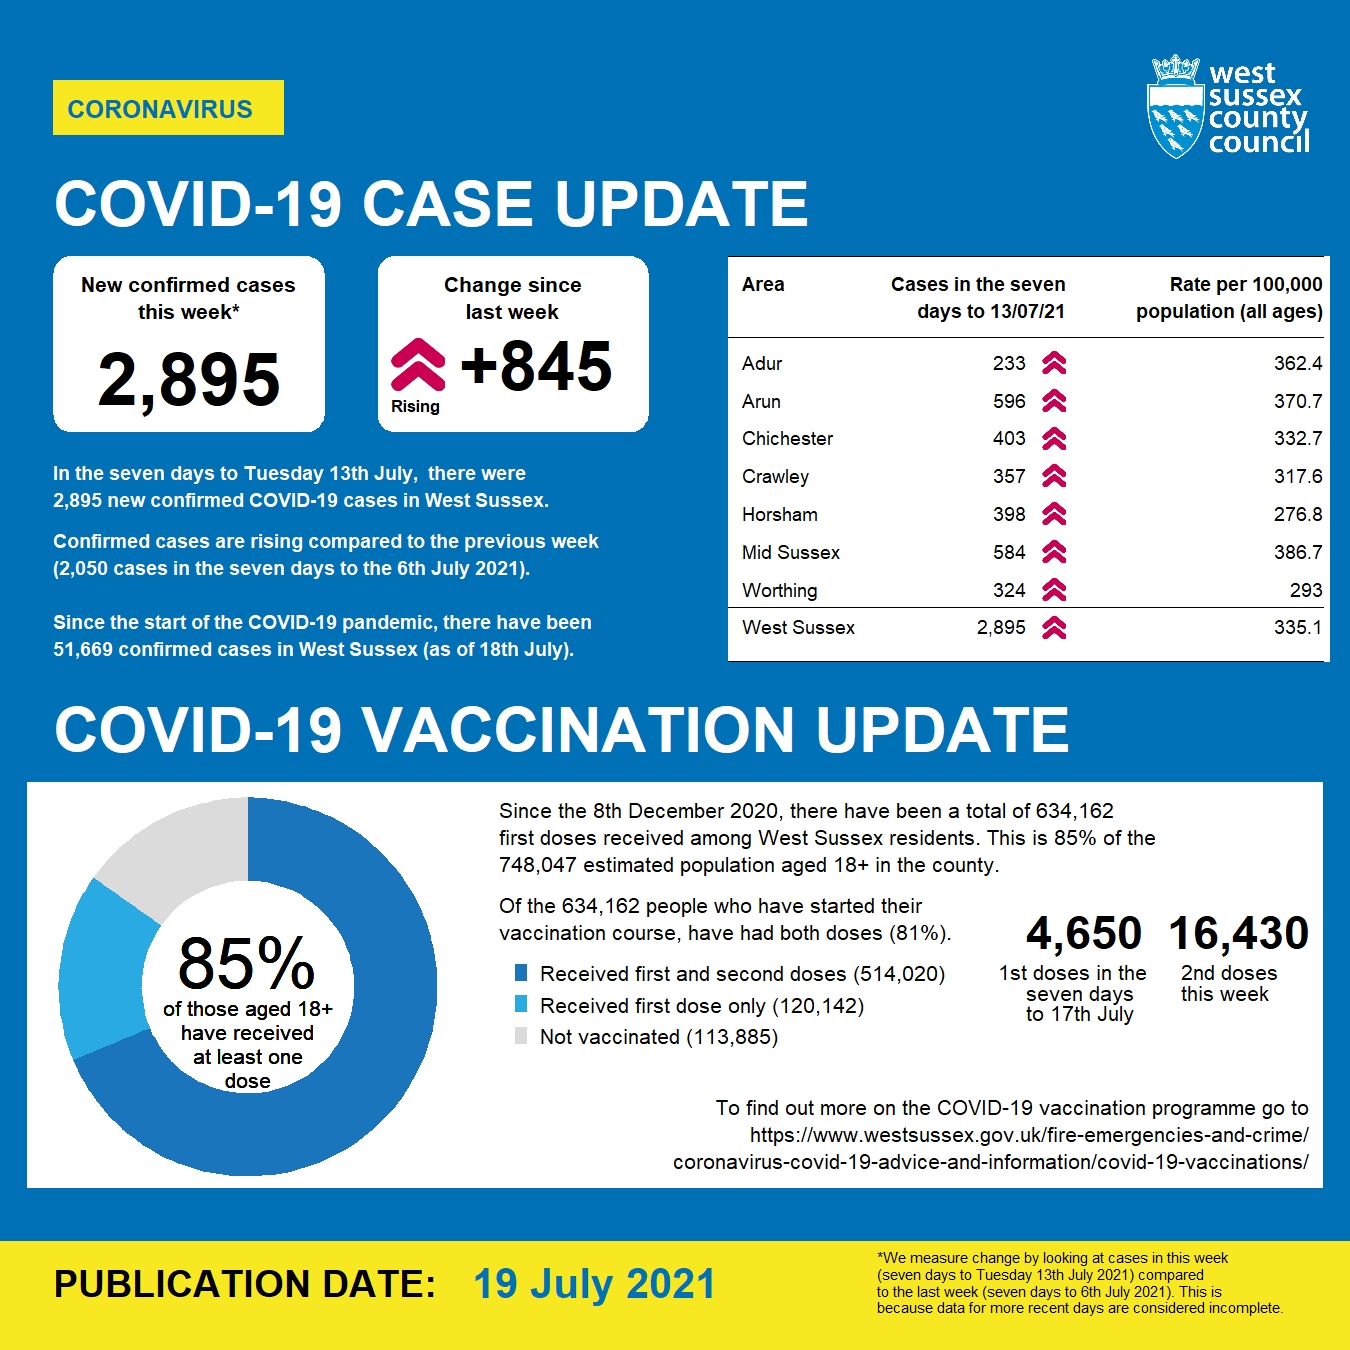 CORONAVIRUS
west
sussex
county
council
COVID-19 CASE UPDATE
New confirmed cases
this week*
2,895
Change since
last week
+845
Rising
In the seven days to Tuesday 13th July, there were
2,895 new confirmed COVID-19 cases in West Sussex.
Confirmed cases are rising compared to the previous week
(2,050 cases in the seven days to the 6th July 2021).
Since the start of the COVID-19 pandemic, there have been
51,669 confirmed cases in West Sussex (as of 18th July).
Area Cases in the seven Rate per 100,000
days to 13/07/21 population (all ages)
Adur 233 362.4
Arun 596 370.7
Chichester 403 332.7
Crawley 357 317.6
Horsham 398 276.8
Mid Sussex 584 386.7
Worthing 324 293
West Sussex 2,895 335.1
COVID-19 VACCINATION UPDATE
85%
of those aged 18+
have received
at least one
dose
Since the 8th December 2020, there have been a total of 634,162
first doses received among West Sussex residents. This is 85% of the
748,047 estimated population aged 18+ in the county.
Of the 634,162 people who have started their
vaccination course, have had both doses (81%).
Received first and second doses (514,020)
Received first dose only (120,142)
Not vaccinated (113,885)
4,650
1st doses in the
seven days
to 17th July
16,430
2nd doses
this week
To find out more on the COVID-19 vaccination programme go to
https://www.westsussex.gov.uk/fire-emergencies-and-crime/
coronavirus-covid-19-advice-and-information/covid-19-vaccinations/
PUBLICATION DATE: 19 July 2021
*We measure change by looking at cases in this week
(seven days to Tuesday 13th July 2021) compared
to the last week (seven days to 6th July 2021). This is
because data for more recent days are considered incomplete.